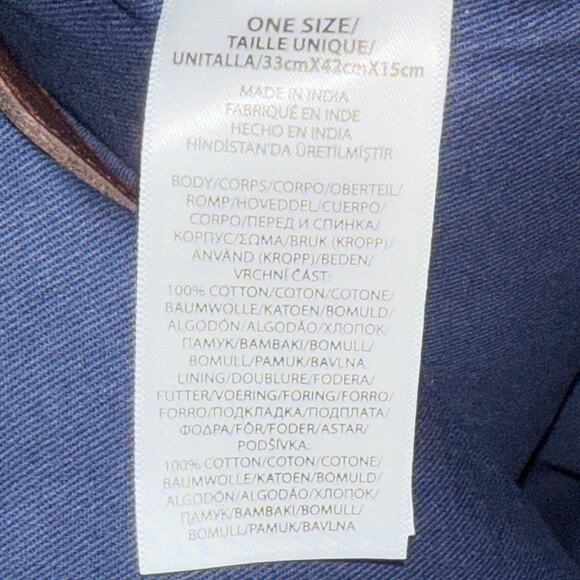 ONE SIZE/
TAILLE UNIQUE/
UNITALLA/33cmX42cmX15cm
MADE IN INDIA
FABRIQUÉ EN INDE
HECHO EN INDIA
HİNDİSTAN'DA ÜRETİLMİŞTİR
BODY/CORPS/CORPO/OBERTEIL/
ROMP/HOVEDDEL/CUERPO/
CORPO/ПЕРЕД И СПИНКА/
КОРПУС/ΣΩΜΑ/BRUK (KROPP)/
ANVÄND (KROPP)/BEDEN/
VRCHNÍ ČÁST:
100% COTTON/COTON/COTONE/
BAUMWOLLE/KATOEN/BOMULD/
ALGODÓN/ALGODÃO/ХЛОПОК/
ПАМУК/ΒΑΜΒΑΚΙ/BOMULL/
BOMULL/PAMUK/BAVLNA
LINING/DOUBLURE/FODERA/
FUTTER/VOERING/FORING/FORRO/
FORRO/ПОДКЛАДКА/ПОДПЛАТА/
ΦΟΔΡΑ/FÔR/FODER/ASTAR/
PODŠÍVKA:
100% COTTON/COTON/COTONE/
BAUMWOLLE/KATOEN/BOMULD/
ALGODÓN/ALGODÃO/ХЛОПОК/
ПАМУК/ΒΑΜΒΑΚΙ/BOMULL/
BOMULL/PAMUK/BAVLNA